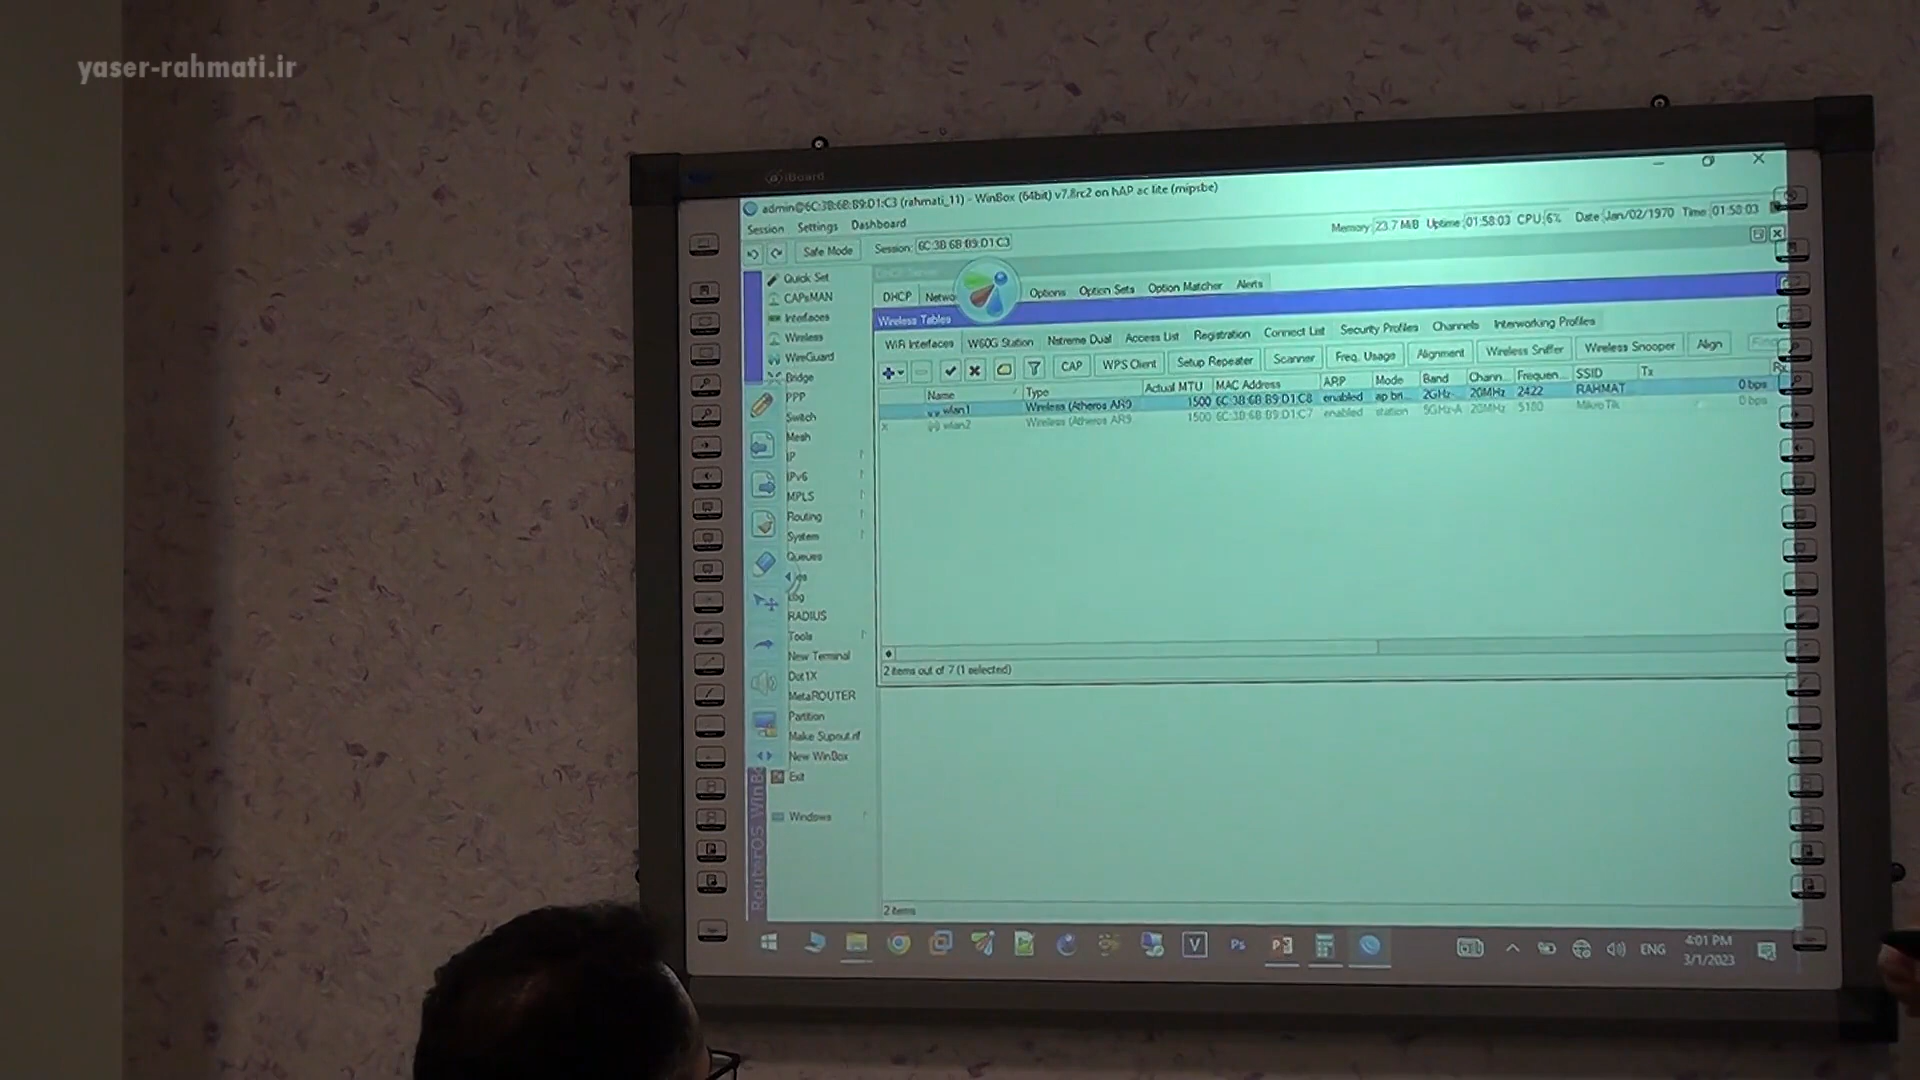 yaser-rahmati.ir
iBoard
admin@6C:3B:6B:B9:D1:C3 (rahmati_11) - WinBox (64bit) v7.8rc2 on hAP ac lite (mipsbe)
Session Settings Dashboard
Memory: 23.7 MiB Uptime: 01:58:03 CPU: 6% Date: Jan/02/1970 Time: 01:58:03
Safe Mode Session: 6C:3B:6B:B9:D1:C3
Quick Set
CAPsMAN
Interfaces
Wireless
WireGuard
Bridge
PPP
Switch
Mesh
IP
IPv6
MPLS
Routing
System
Queues
Log
RADIUS
Tools
New Terminal
Dot1X
MetaROUTER
Partition
Make Supout.rif
New WinBox
Exit
Windows
RouterOS WinB
DHCP Server
DHCP Netwo Options Option Sets Option Matcher Alerts
Wireless Tables
WiFi Interfaces W60G Station Nstreme Dual Access List Registration Connect List Security Profiles Channels Interworking Profiles
CAP WPS Client Setup Repeater Scanner Freq. Usage Alignment Wireless Sniffer Wireless Snooper Align Find
Name Type Actual MTU MAC Address ARP Mode Band Chann... Frequen... SSID Tx Rx
wlan1 Wireless (Atheros AR9 1500 6C:3B:6B:B9:D1:C8 enabled ap bri... 2GHz- 20MHz 2422 RAHMAT 0 bps
X wlan2 Wireless (Atheros AR9 1500 6C:3B:6B:B9:D1:C7 enabled station 5GHz-A 20MHz 5180 MikroTik 0 bps
2 items out of 7 (1 selected)
2 items
V Ps ENG 4:01 PM
3/1/2023